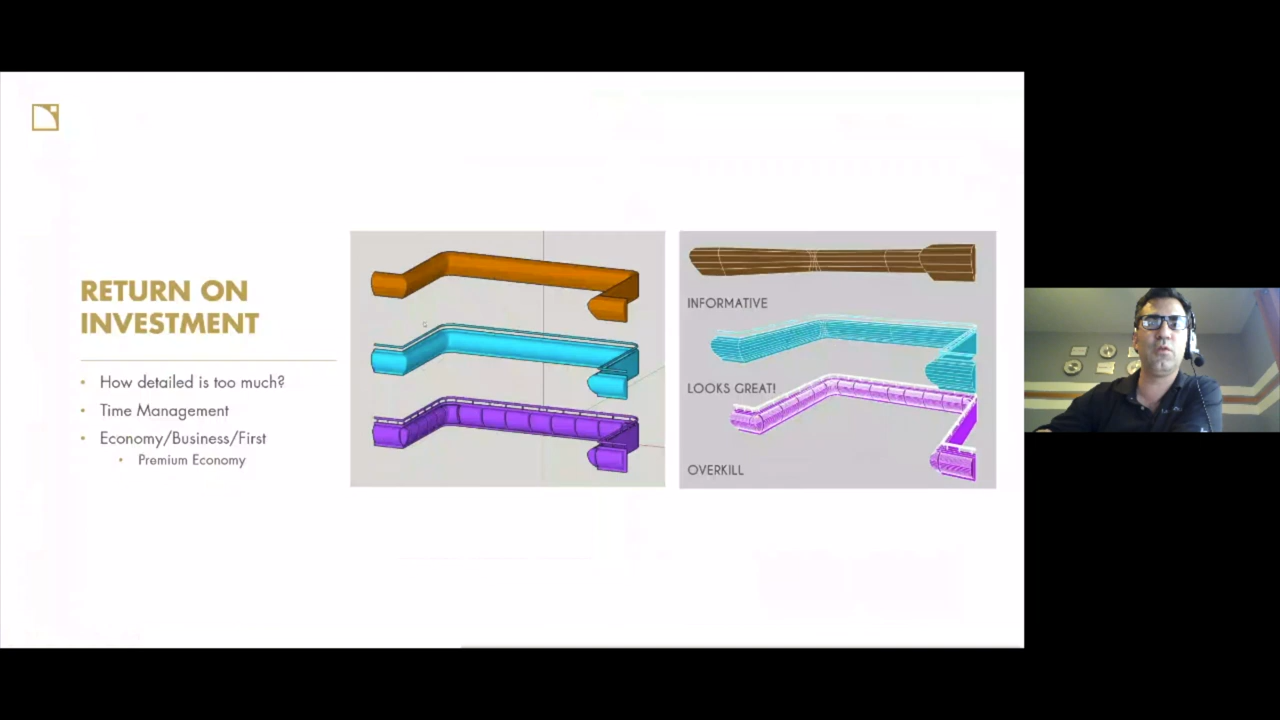 RETURN ON
INVESTMENT
• How detailed is too much?
• Time Management
• Economy/Business/First
• Premium Economy
INFORMATIVE
LOOKS GREAT!
OVERKILL